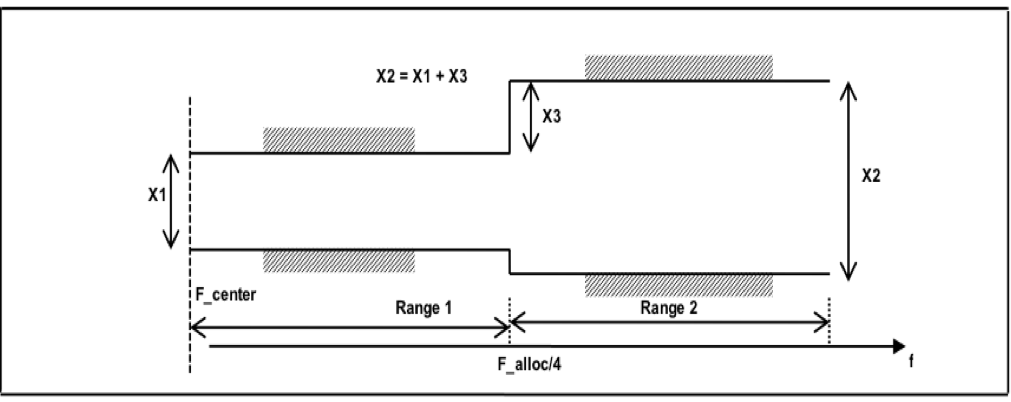 X2 = X1 + X3
X3
X1
X2
F_center
Range 1
Range 2
F_alloc/4
f